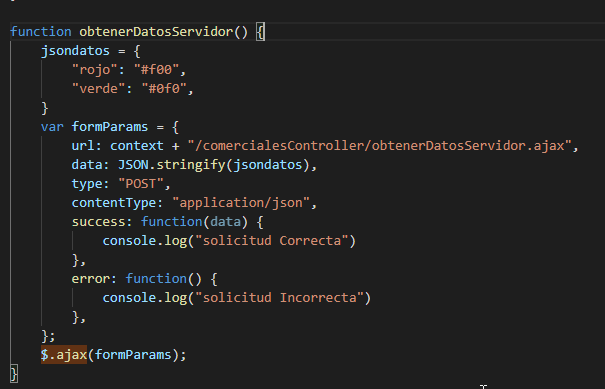 function obtenerDatosServidor() {
    jsondatos = {
        "rojo": "#f00",
        "verde": "#0f0",
    }
    var formParams = {
        url: context + "/comercialesController/obtenerDatosServidor.ajax",
        data: JSON.stringify(jsondatos),
        type: "POST",
        contentType: "application/json",
        success: function(data) {
            console.log("solicitud Correcta")
        },
        error: function() {
            console.log("solicitud Incorrecta")
        },
    };
    $.ajax(formParams);
}